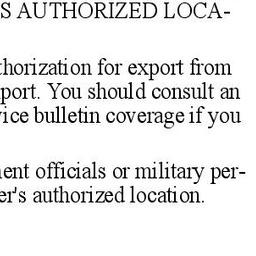 S AUTHORIZED LOCA-
thorization for export from
port. You should consult an
vice bulletin coverage if you
ent officials or military per-
er's authorized location.